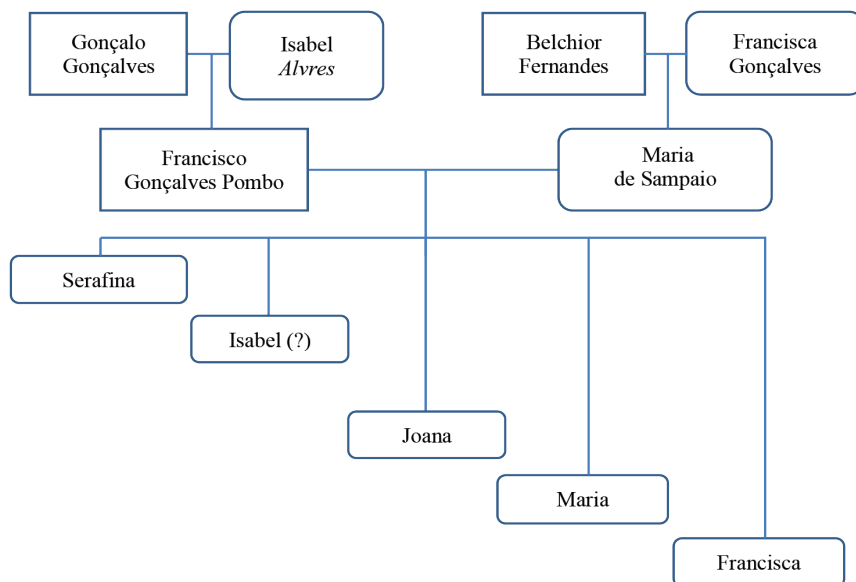 Gonçalo
Gonçalves
Isabel
Alvres
Belchior
Fernandes
Francisca
Gonçalves
Francisco
Gonçalves Pombo
Maria
de Sampaio
Serafina
Isabel (?)
Joana
Maria
Francisca